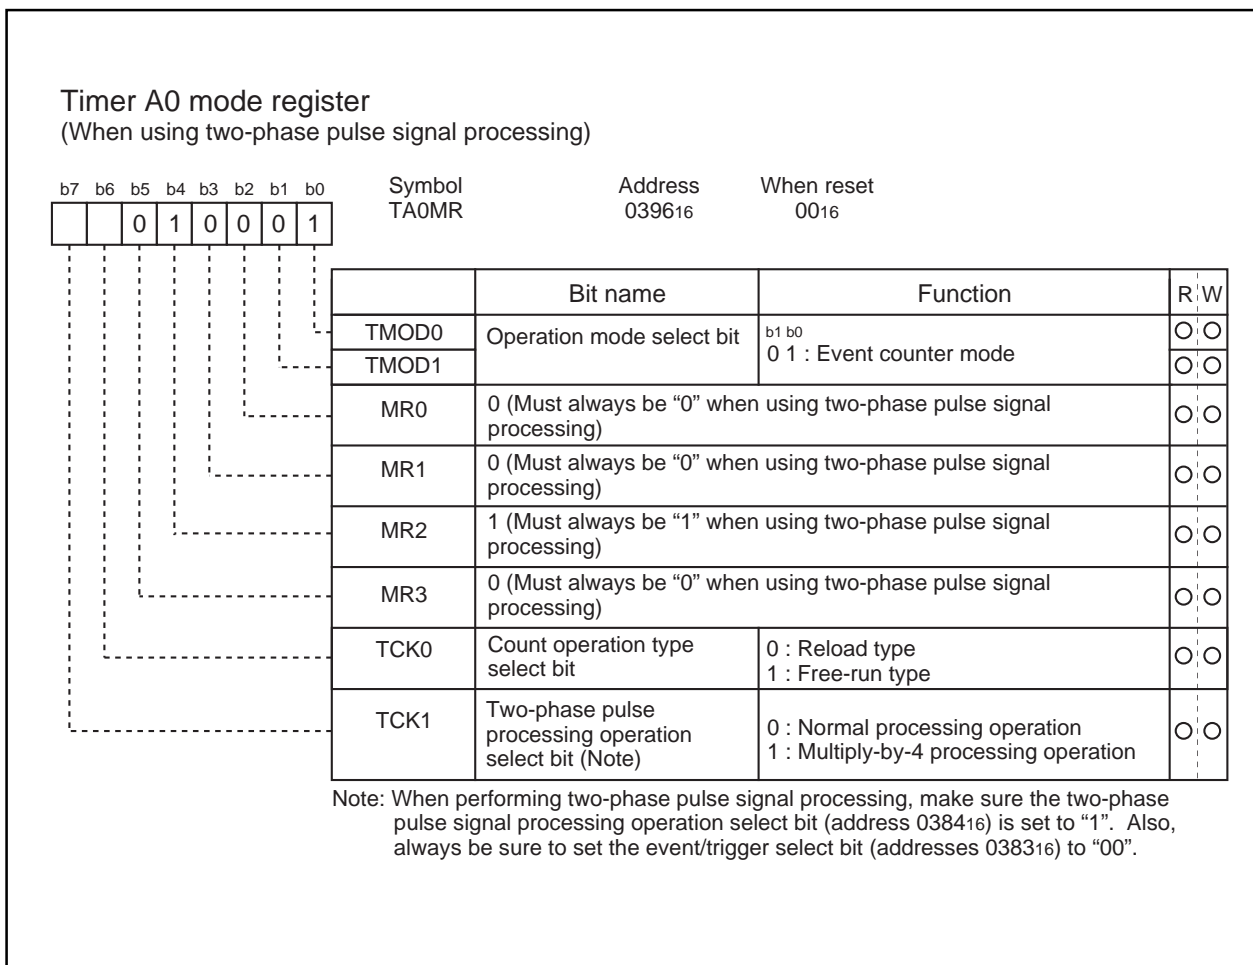 Timer A0 mode register
(When using two-phase pulse signal processing)
b7 b6 b5 b4 b3 b2 b1 b0
0 1 0 0 0 1
Symbol Address When reset
TA0MR 039616 0016
Bit name Function R W
TMOD0 Operation mode select bit b1 b0
0 1 : Event counter mode
TMOD1
MR0 0 (Must always be “0” when using two-phase pulse signal
processing)
MR1 0 (Must always be “0” when using two-phase pulse signal
processing)
MR2 1 (Must always be “1” when using two-phase pulse signal
processing)
MR3 0 (Must always be “0” when using two-phase pulse signal
processing)
TCK0 Count operation type 0 : Reload type
select bit 1 : Free-run type
TCK1 Two-phase pulse
processing operation 0 : Normal processing operation
select bit (Note) 1 : Multiply-by-4 processing operation
Note: When performing two-phase pulse signal processing, make sure the two-phase
pulse signal processing operation select bit (address 038416) is set to “1”. Also,
always be sure to set the event/trigger select bit (addresses 038316) to “00”.